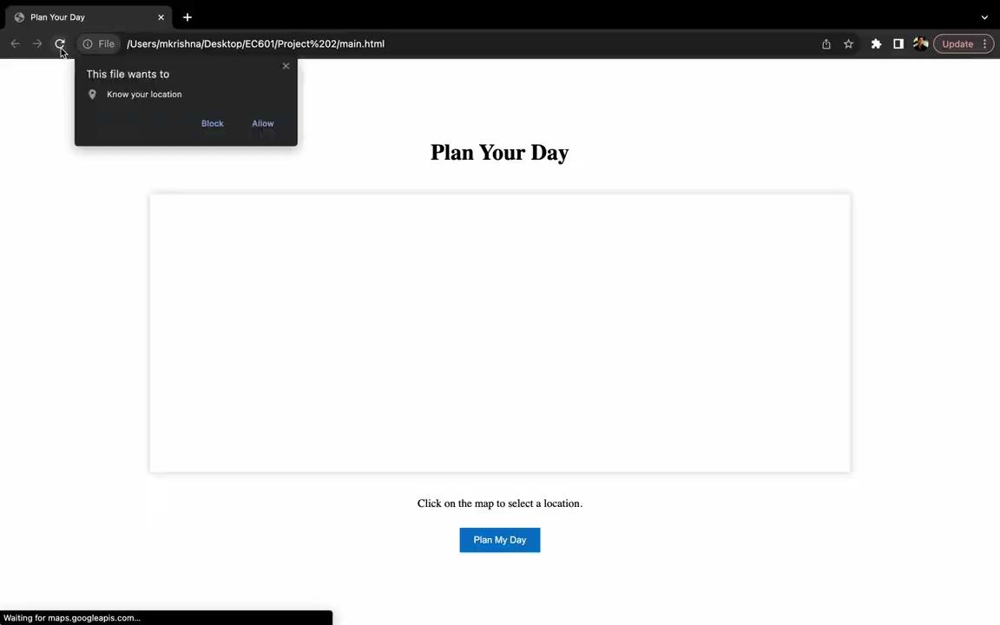 Plan Your Day
File
/Users/mkrishna/Desktop/EC601/Project%202/main.html
Update
This file wants to
Know your location
Block
Allow
Plan Your Day
Click on the map to select a location.
Plan My Day
Waiting for maps.googleapis.com...